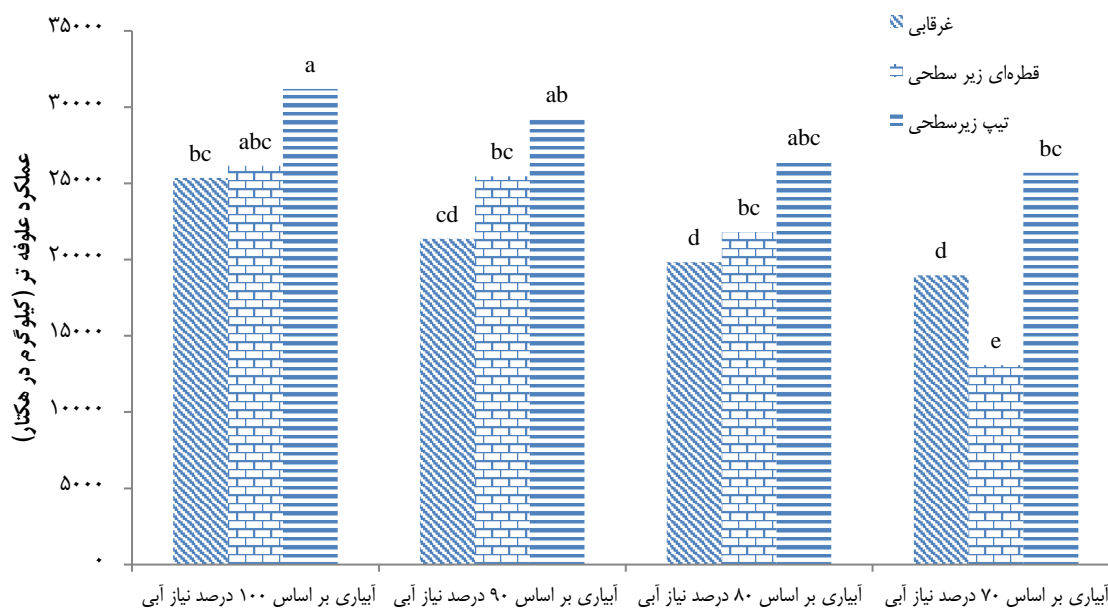 ۳۵۰۰۰
۳۰۰۰۰
۲۵۰۰۰
۲۰۰۰۰
۱۵۰۰۰
۱۰۰۰۰
۵۰۰۰
۰
عملکرد علوفه تر (کیلوگرم در هکتار)
غرقابی
قطره‌ای زیر سطحی
تیپ زیرسطحی
bc
abc
a
cd
bc
ab
d
bc
abc
d
e
bc
آبیاری بر اساس ۱۰۰ درصد نیاز آبی
آبیاری بر اساس ۹۰ درصد نیاز آبی
آبیاری بر اساس ۸۰ درصد نیاز آبی
آبیاری بر اساس ۷۰ درصد نیاز آبی